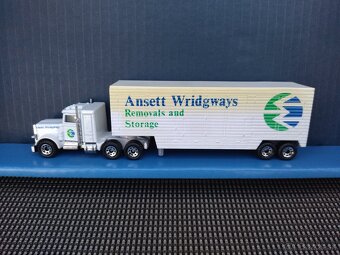 Ansett Wridgways
Removals and
Storage